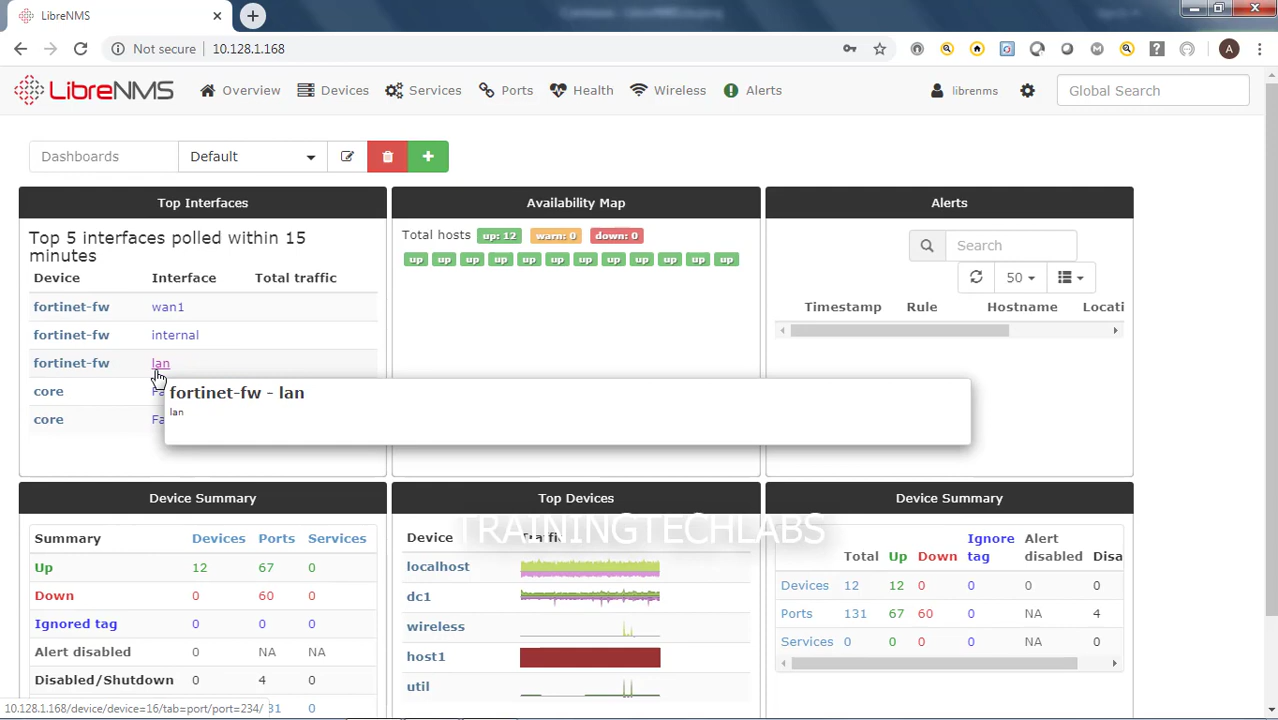 LibreNMS
Not secure 10.128.1.168
A
LibreNMS Overview Devices Services Ports Health Wireless Alerts librenms Global Search
Dashboards Default
Top Interfaces
Top 5 interfaces polled within 15
minutes
Device Interface Total traffic
fortinet-fw wan1
fortinet-fw internal
fortinet-fw lan
core Fa
core Fa
fortinet-fw - lan
lan
Availability Map
Total hosts up: 12 warn: 0 down: 0
up up up up up up up up up up up up
Alerts
Search
50
Timestamp Rule Hostname Locati
Device Summary
Summary Devices Ports Services
Up 12 67 0
Down 0 60 0
Ignored tag 0 0 0
Alert disabled 0 NA NA
Disabled/Shutdown 0 4 0
31 0
Top Devices
Device Traffic
localhost
dc1
wireless
host1
util
TRAININGTECHLABS
Device Summary
Total Up Down Ignore tag Alert disabled Disa
Devices 12 12 0 0 0 0
Ports 131 67 60 0 NA 4
Services 0 0 0 0 NA 0
10.128.1.168/device/device=16/tab=port/port=234/